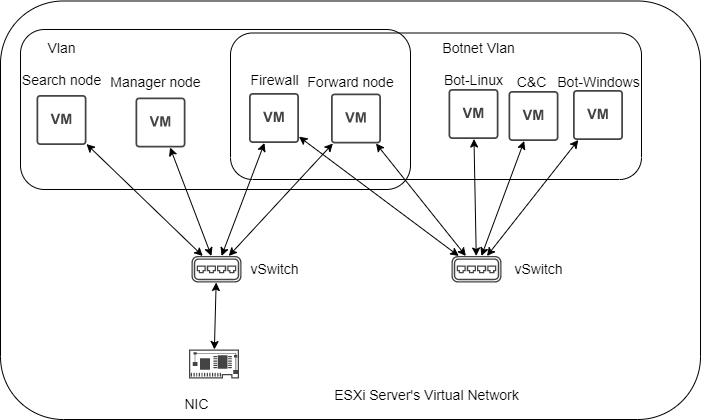 Vlan
Botnet Vlan
Search node
Manager node
Firewall
Forward node
Bot-Linux
C&C
Bot-Windows
VM
VM
VM
VM
VM
VM
VM
vSwitch
vSwitch
NIC
ESXi Server's Virtual Network